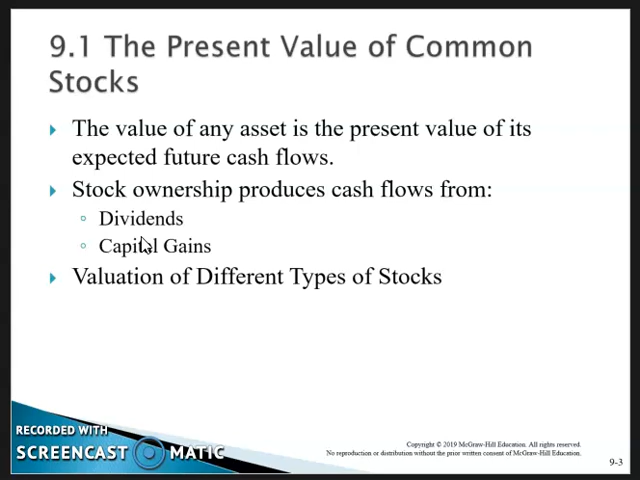 9.1 The Present Value of Common
Stocks
The value of any asset is the present value of its
expected future cash flows.
Stock ownership produces cash flows from:
Dividends
Capital Gains
Valuation of Different Types of Stocks
RECORDED WITH
SCREENCAST MATIC
Copyright © 2019 McGraw-Hill Education. All rights reserved.
No reproduction or distribution without the prior written consent of McGraw-Hill Education.
9-3